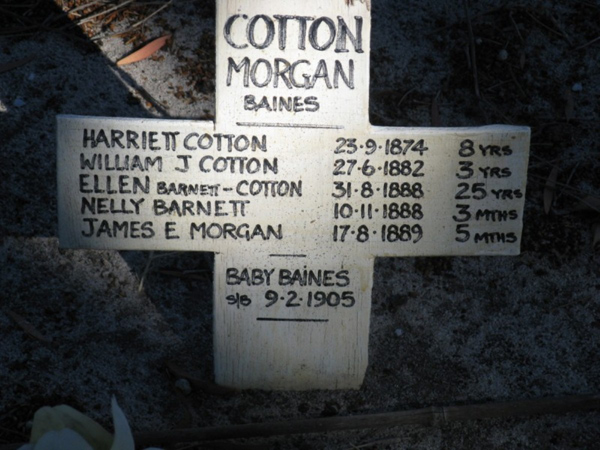 COTTON
MORGAN
BAINES
HARRIETT COTTON 23·9·1874 8 YRS
WILLIAM J COTTON 27·6·1882 3 YRS
ELLEN BARNETT-COTTON 31·8·1888 25 YRS
NELLY BARNETT 10·11·1888 3 MTHS
JAMES E MORGAN 17·8·1889 5 MTHS
BABY BAINES
s/s 9·2·1905